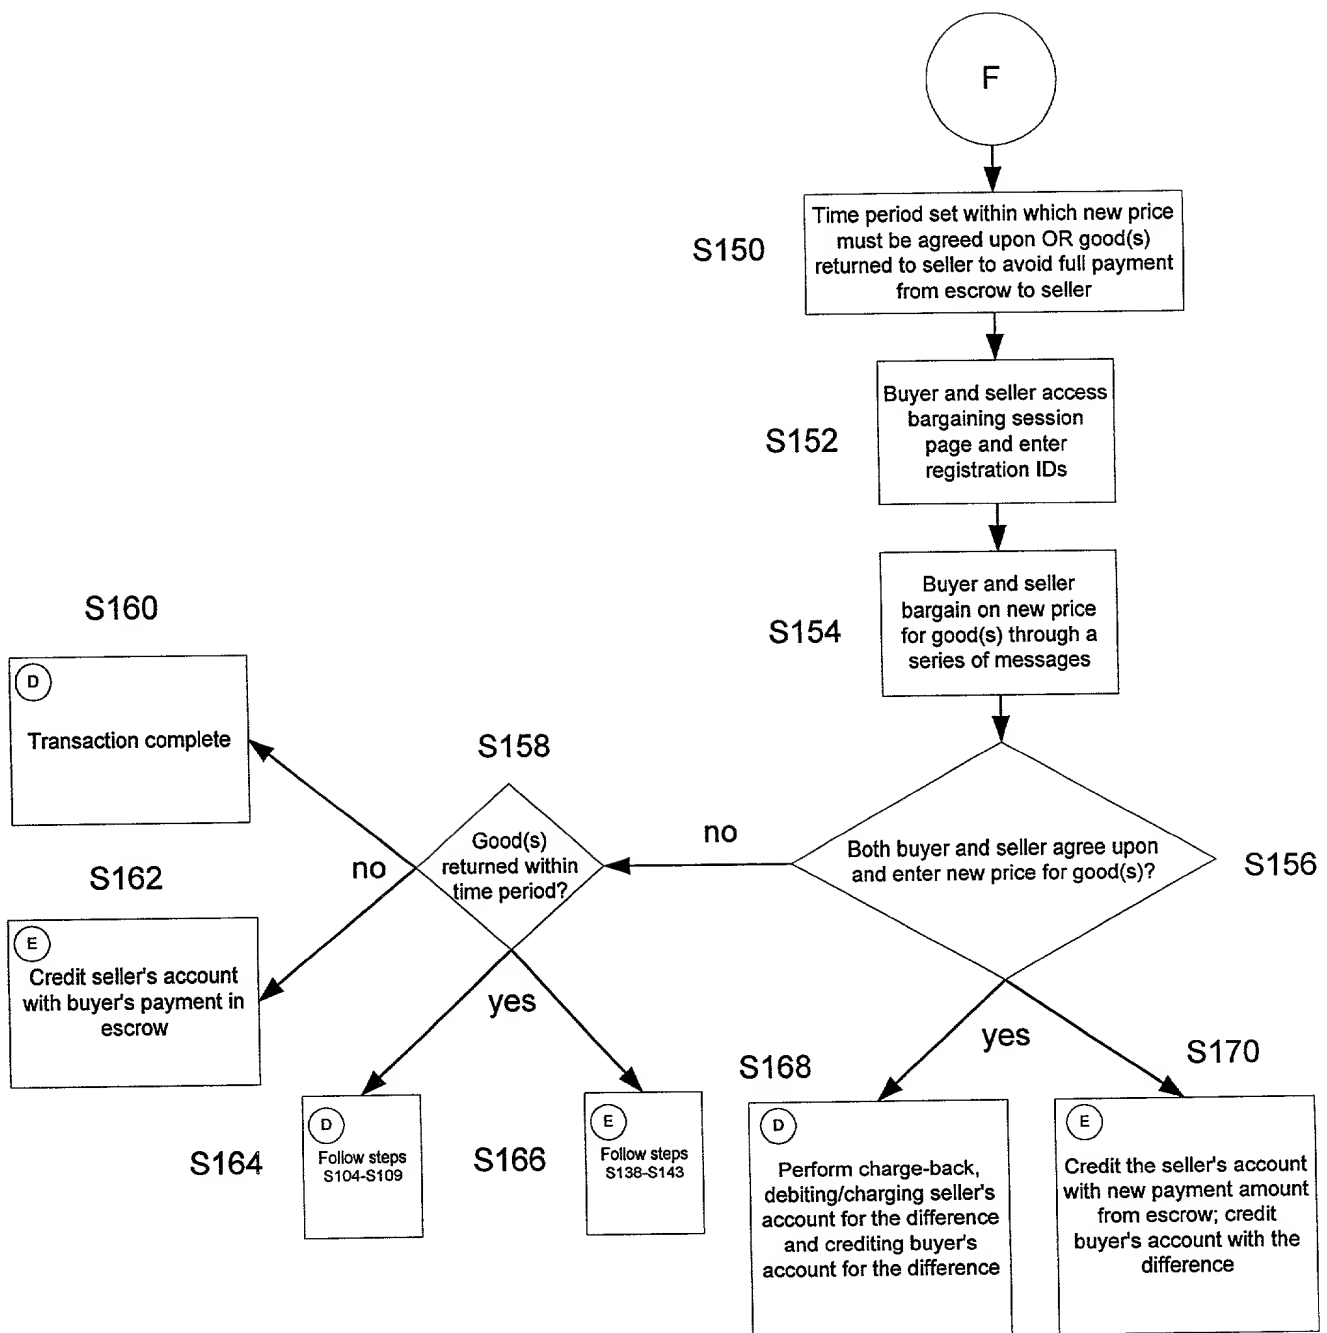 F
S150
Time period set within which new price
must be agreed upon OR good(s)
returned to seller to avoid full payment
from escrow to seller
S152
Buyer and seller access
bargaining session
page and enter
registration IDs
S154
Buyer and seller
bargain on new price
for good(s) through a
series of messages
S160
D
Transaction complete
S158
Good(s)
returned within
time period?
no
Both buyer and seller agree upon
and enter new price for good(s)?
S156
no
S162
E
Credit seller's account
with buyer's payment in
escrow
yes
yes
S164
D
Follow steps
S104-S109
S166
E
Follow steps
S138-S143
S168
D
Perform charge-back,
debiting/charging seller's
account for the difference
and crediting buyer's
account for the difference
S170
E
Credit the seller's account
with new payment amount
from escrow; credit
buyer's account with the
difference